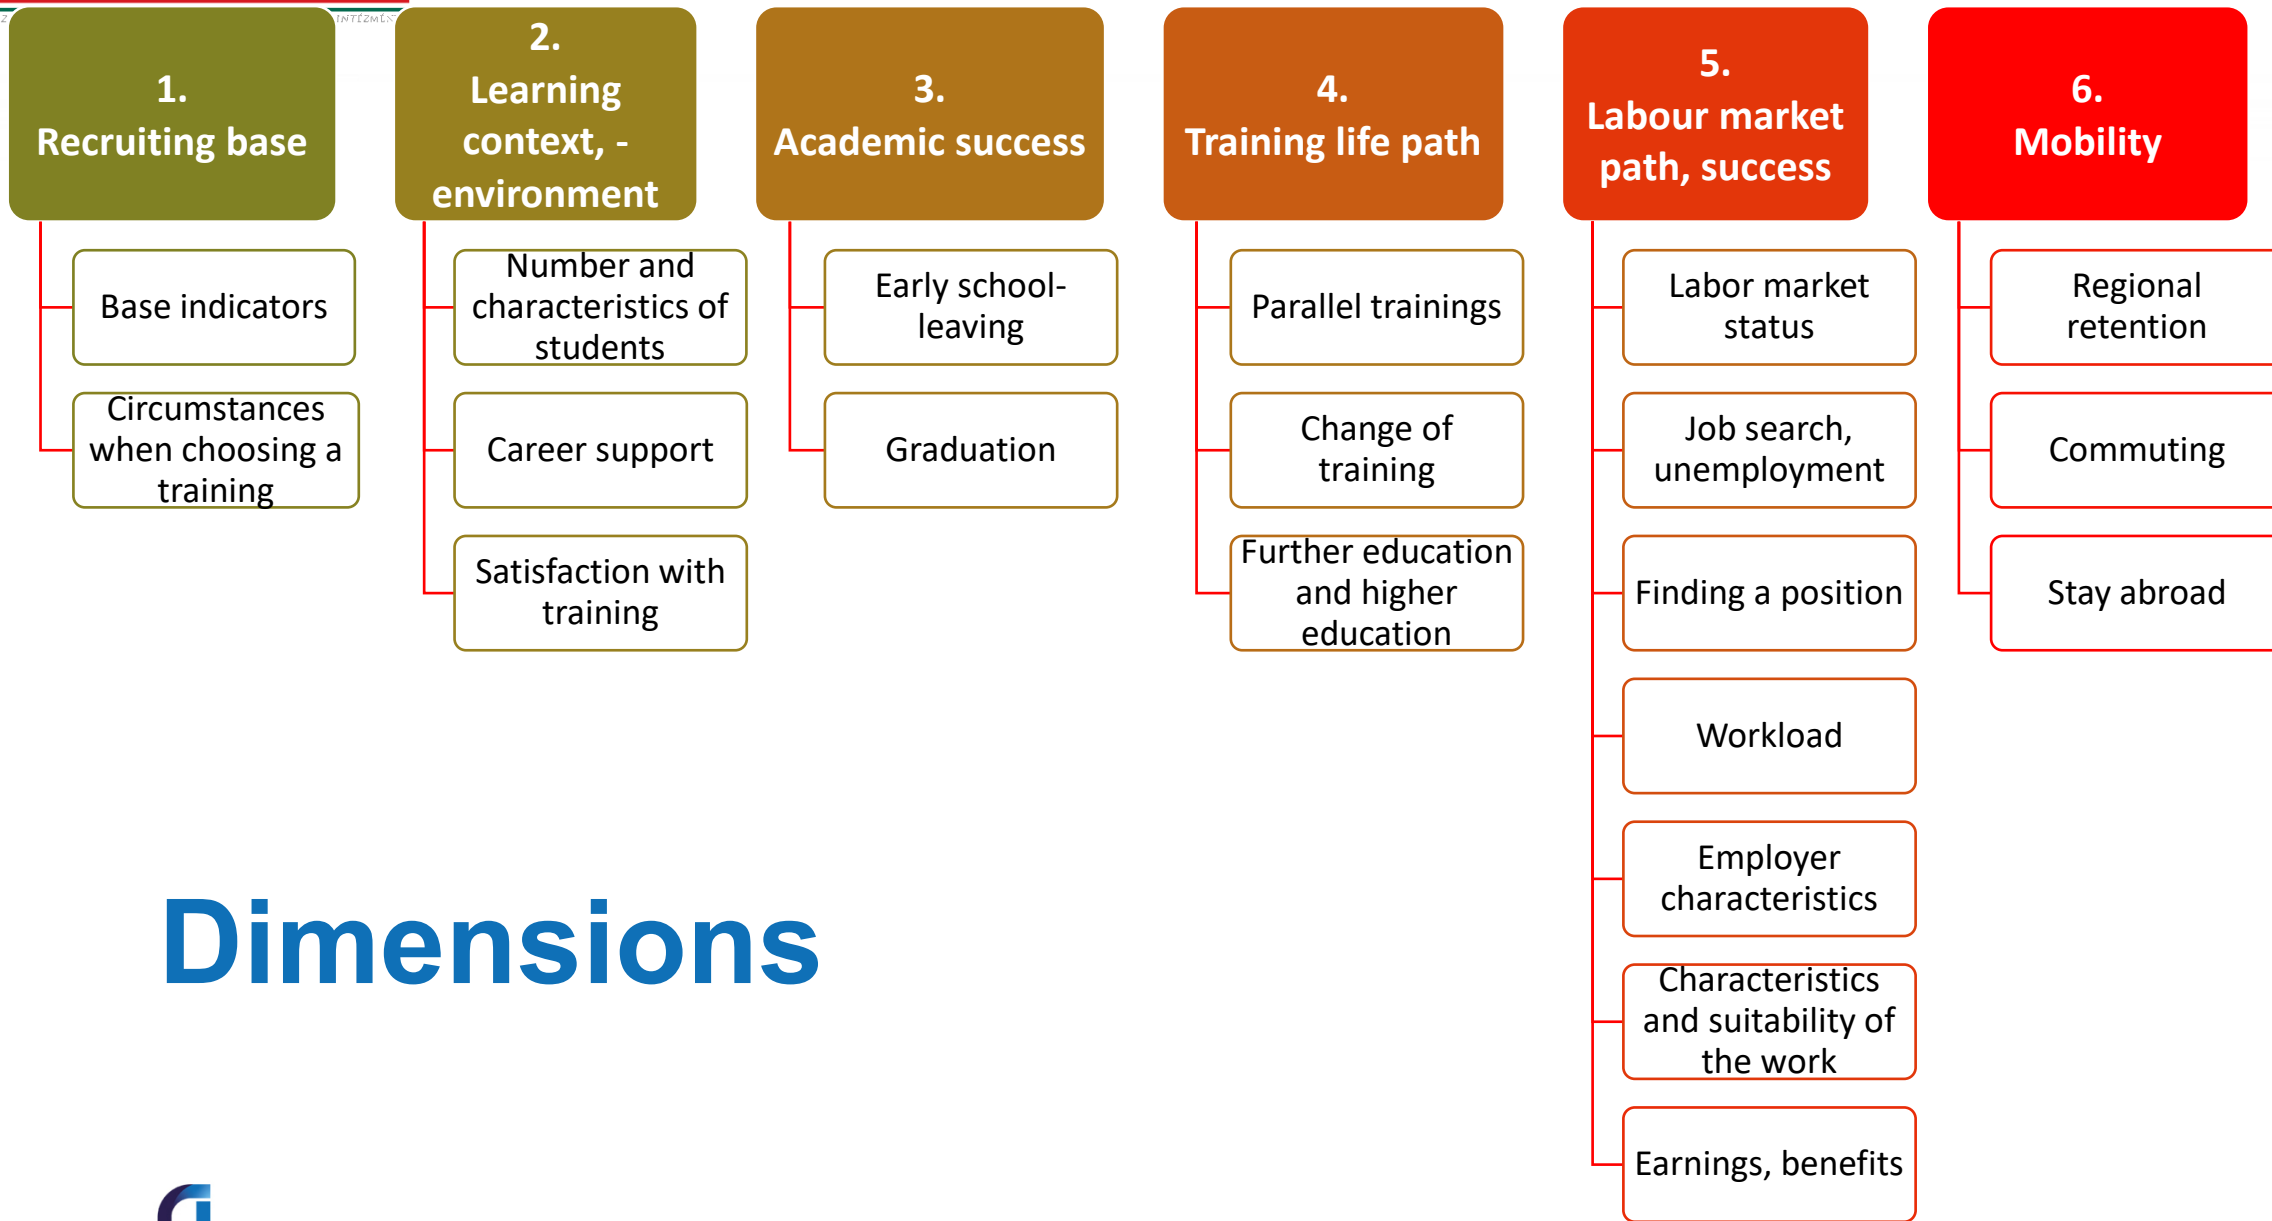 1.
Recruiting base
Base indicators
Circumstances
when choosing a
training
2.
Learning
context, -
environment
Number and
characteristics of
students
Career support
Satisfaction with
training
3.
Academic success
Early school-
leaving
Graduation
4.
Training life path
Parallel trainings
Change of
training
Further education
and higher
education
5.
Labour market
path, success
Labor market
status
Job search,
unemployment
Finding a position
Workload
Employer
characteristics
Characteristics
and suitability of
the work
Earnings, benefits
6.
Mobility
Regional
retention
Commuting
Stay abroad
Dimensions